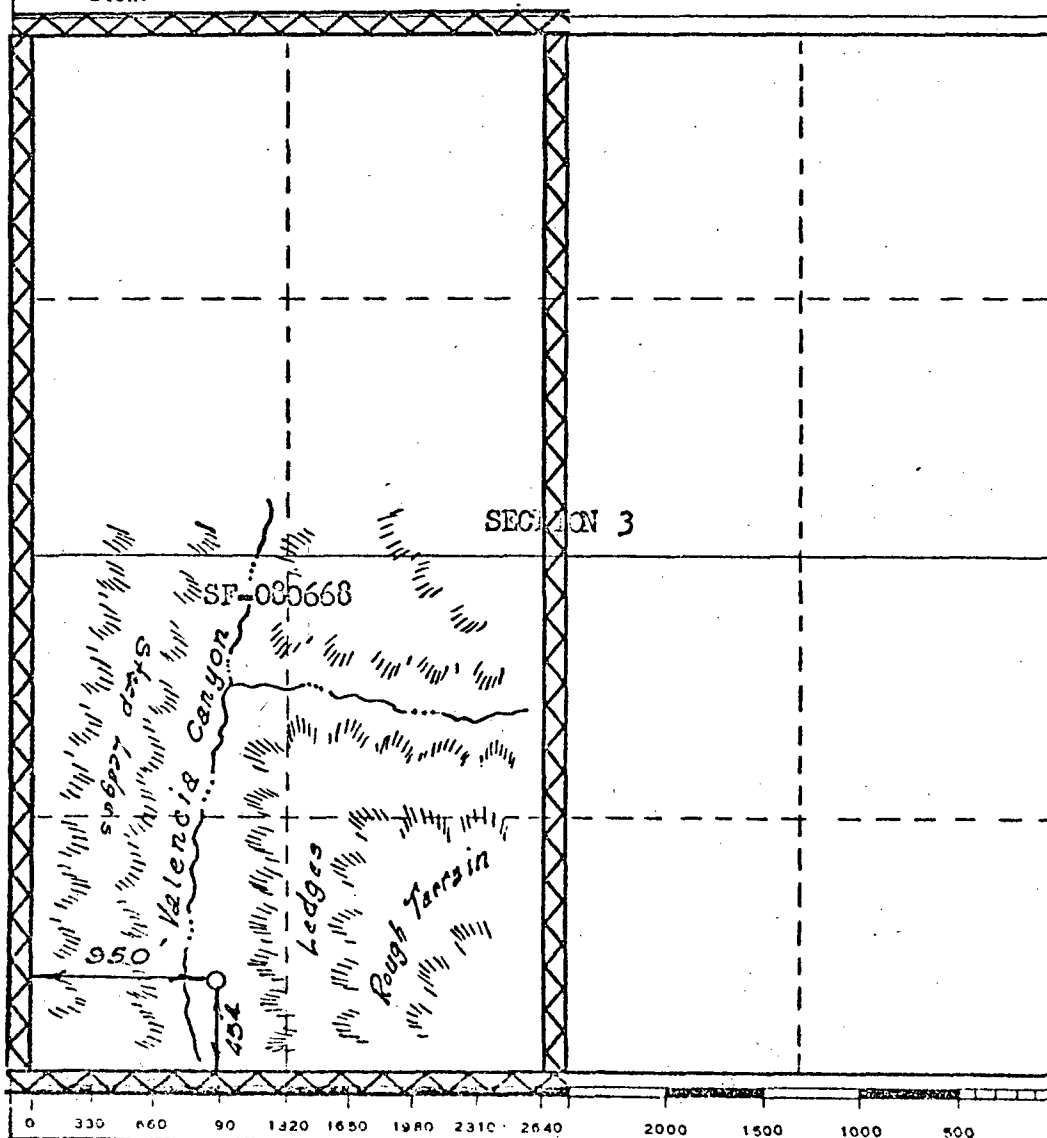 SECTION 3
SF-080668
Steep Ledges
Valencia Canyon
Ledges
Rough Terrain
950
454
0 330 660 90 1320 1650 1980 2310 2640 2000 1500 1000 500